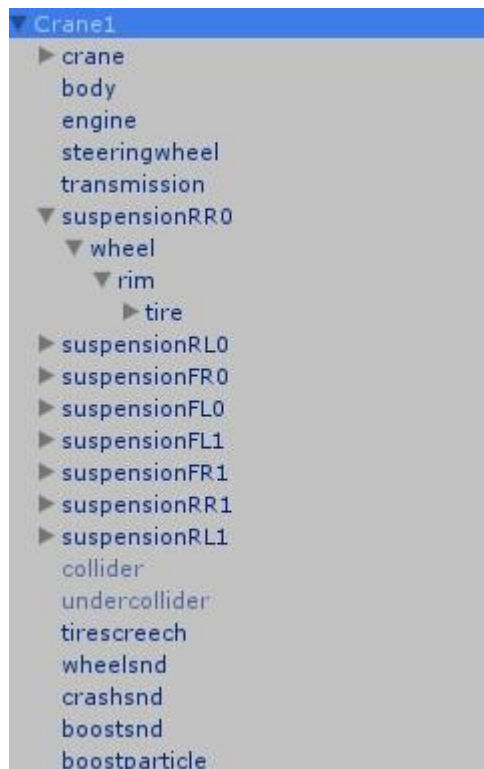 Crane1
crane
body
engine
steeringwheel
transmission
suspensionRR0
wheel
rim
tire
suspensionRL0
suspensionFR0
suspensionFL0
suspensionFL1
suspensionFR1
suspensionRR1
suspensionRL1
collider
undercollider
tirescreech
wheelsnd
crashsnd
boostsnd
boostparticle